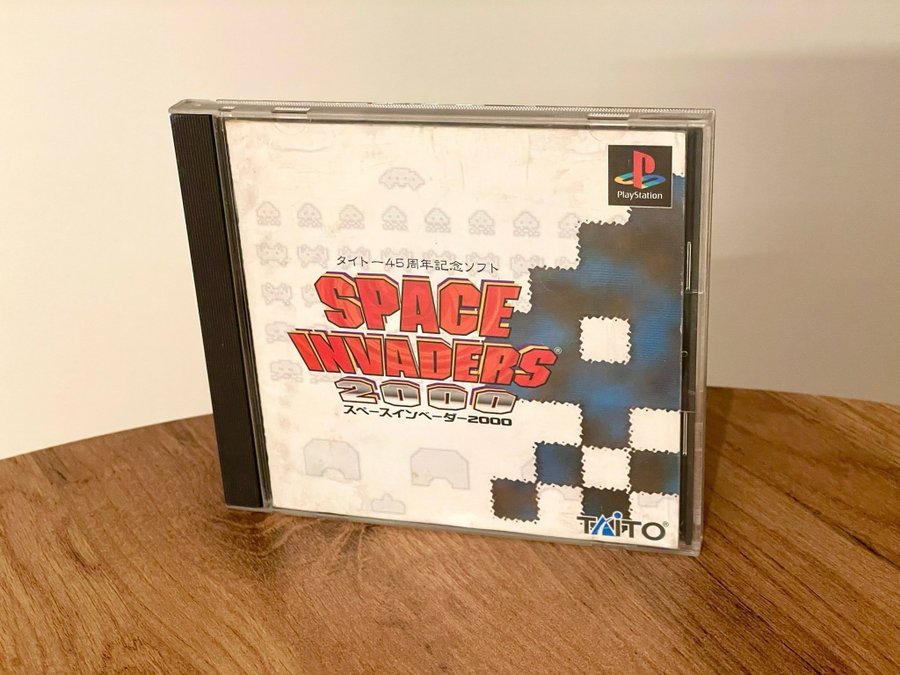 PlayStation
タイトー45周年記念ソフト
SPACE
INVADERS®
2000
スペースインベーダー2000
TAITO®